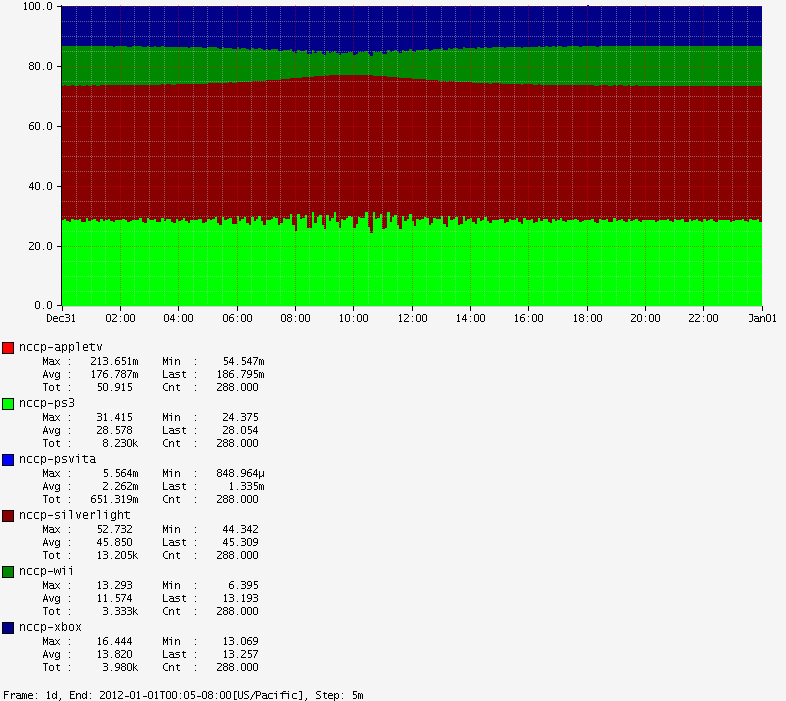 100.0
80.0
60.0
40.0
20.0
0.0
Dec31 02:00 04:00 06:00 08:00 10:00 12:00 14:00 16:00 18:00 20:00 22:00 Jan01
nccp-appletv
Max : 213.651m Min : 54.547m
Avg : 176.787m Last : 186.795m
Tot : 50.915 Cnt : 288.000
nccp-ps3
Max : 31.415 Min : 24.375
Avg : 28.578 Last : 28.054
Tot : 8.230k Cnt : 288.000
nccp-psvita
Max : 5.564m Min : 848.964µ
Avg : 2.262m Last : 1.335m
Tot : 651.319m Cnt : 288.000
nccp-silverlight
Max : 52.732 Min : 44.342
Avg : 45.850 Last : 45.309
Tot : 13.205k Cnt : 288.000
nccp-wii
Max : 13.293 Min : 6.395
Avg : 11.574 Last : 13.193
Tot : 3.333k Cnt : 288.000
nccp-xbox
Max : 16.444 Min : 13.069
Avg : 13.820 Last : 13.257
Tot : 3.980k Cnt : 288.000
Frame: 1d, End: 2012-01-01T00:05-08:00[US/Pacific], Step: 5m